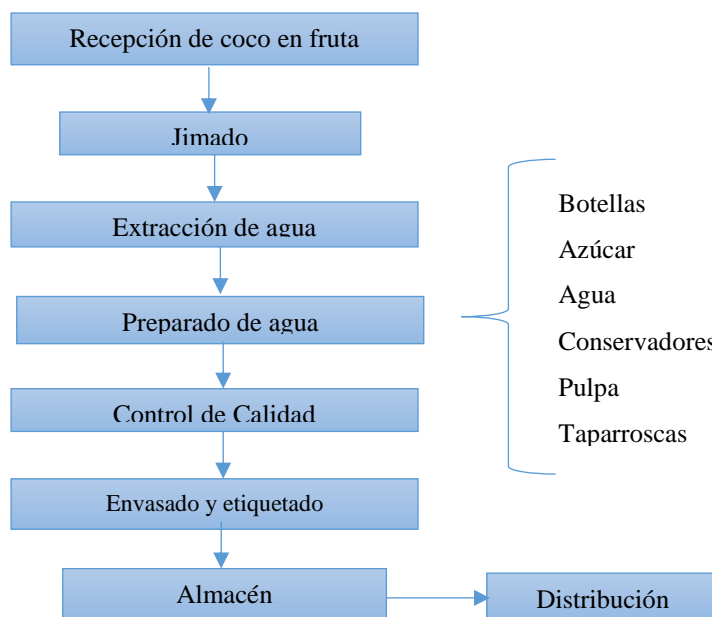 Recepción de coco en fruta
Jimado
Extracción de agua
Preparado de agua
Control de Calidad
Envasado y etiquetado
Almacén
Distribución
Botellas
Azúcar
Agua
Conservadores
Pulpa
Taparroscas